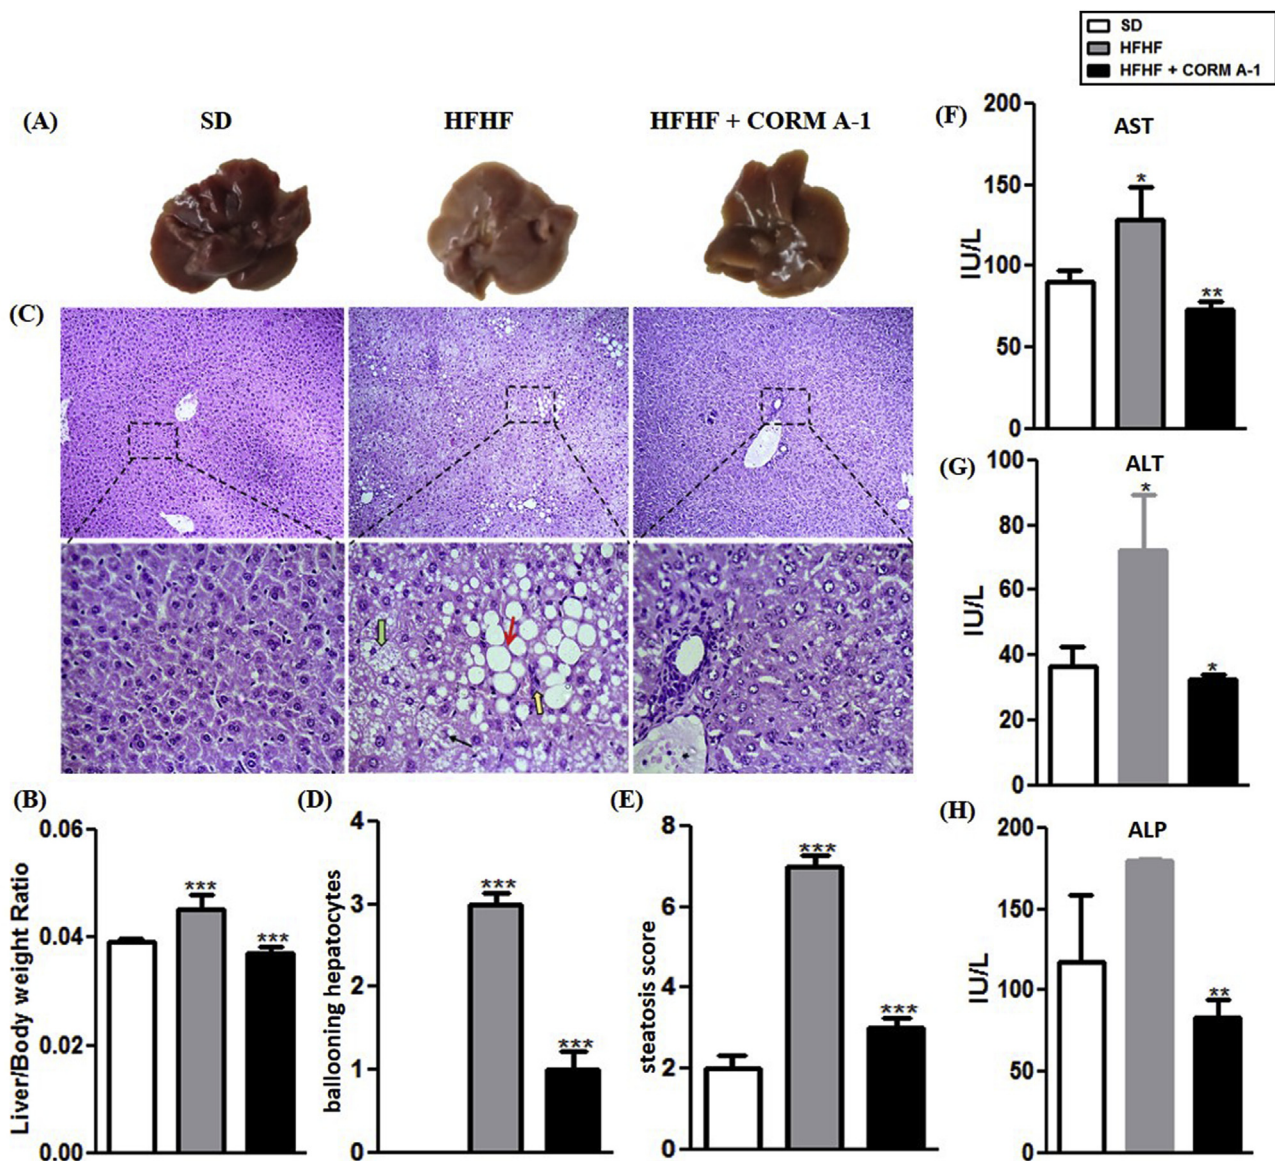 SD
HFHF
HFHF + CORM A-1
(A) SD HFHF HFHF + CORM A-1
(C)
(B)
0.06
0.04
0.02
0.00
Liver/Body weight Ratio
***
***
(D)
4
3
2
1
0
ballooning hepatocytes
***
***
(E)
8
6
4
2
0
steatosis score
***
***
(F) AST
200
150
100
50
0
IU/L
*
**
(G) ALT
100
80
60
40
20
0
IU/L
*
*
(H) ALP
200
150
100
50
0
IU/L
**